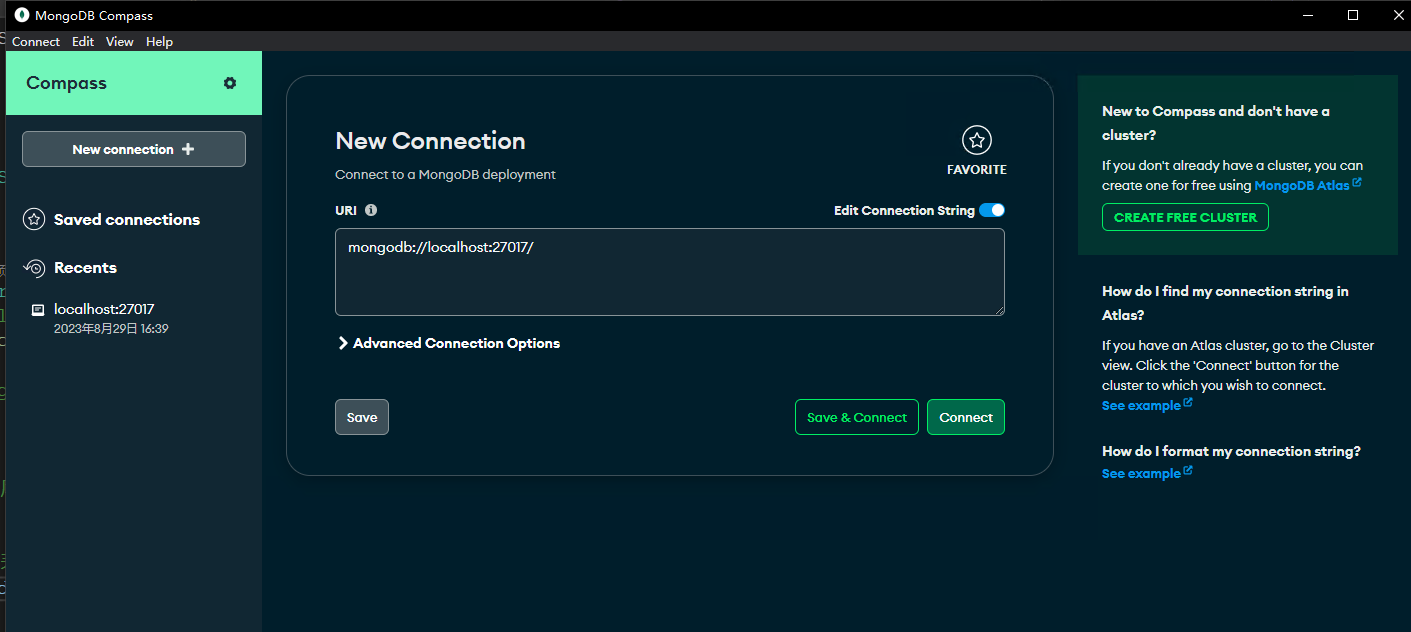 MongoDB Compass
Connect Edit View Help
Compass
New connection
Saved connections
Recents
localhost:27017
2023年8月29日 16:39
New Connection
Connect to a MongoDB deployment
FAVORITE
URI
Edit Connection String
mongodb://localhost:27017/
Advanced Connection Options
Save
Save & Connect
Connect
New to Compass and don't have a
cluster?
If you don't already have a cluster, you can
create one for free using MongoDB Atlas
CREATE FREE CLUSTER
How do I find my connection string in
Atlas?
If you have an Atlas cluster, go to the Cluster
view. Click the 'Connect' button for the
cluster to which you wish to connect.
See example
How do I format my connection string?
See example